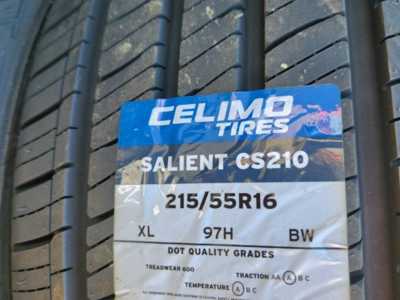 CELIMO
TIRES
SALIENT CS210
215/55R16
XL 97H BW
DOT QUALITY GRADES
TREADWEAR 600 TRACTION AA A B C
TEMPERATURE A B C